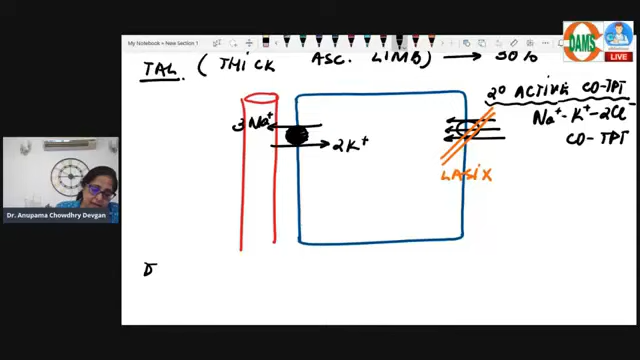 My Notebook > New Section 1
DAMS
LIVE
TAL ( THICK ASC. LIMB) → 30%
2° ACTIVE CO-TPT
Na⁺-K⁺-2Cl
CO-TPT
3Na⁺
2K⁺
LASIX
Dr. Anupama Chowdhry Devgan